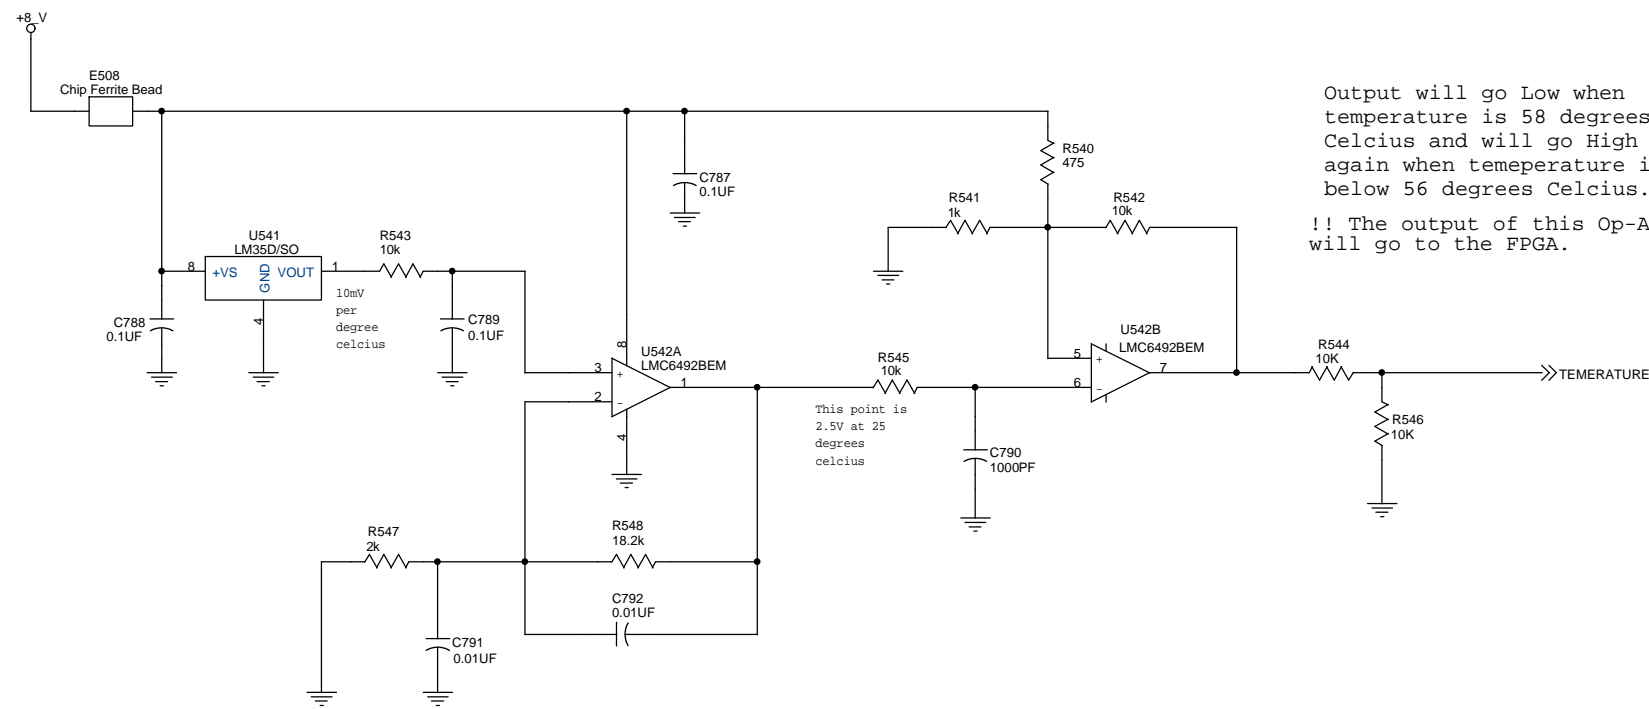 +8_V
E508
Chip Ferrite Bead
Output will go Low when
temperature is 58 degrees
Celcius and will go High
again when temeperature i
below 56 degrees Celcius.
!! The output of this Op-A
will go to the FPGA.
R540
475
C787
0.1UF
R541
1k
R542
10k
U541
LM35D/SO
8
+VS
GND
VOUT
1
4
R543
10k
10mV
per
degree
celcius
C788
0.1UF
C789
0.1UF
U542A
LMC6492BEM
8
3
+
2
-
1
4
R545
10k
This point is
2.5V at 25
degrees
celcius
C790
1000PF
U542B
LMC6492BEM
5
+
6
-
7
R544
10K
TEMERATURE
R546
10K
R547
2k
R548
18.2k
C792
0.01UF
C791
0.01UF